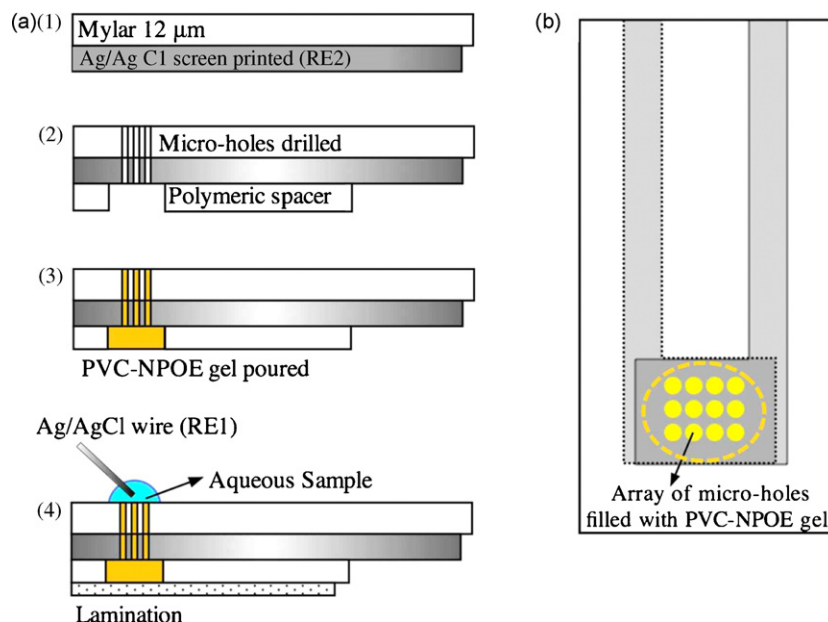 (a)(1)
Mylar 12 μm
Ag/Ag C1 screen printed (RE2)
(2)
Micro-holes drilled
Polymeric spacer
(3)
PVC-NPOE gel poured
Ag/AgCl wire (RE1)
Aqueous Sample
(4)
Lamination
(b)
Array of micro-holes
filled with PVC-NPOE gel